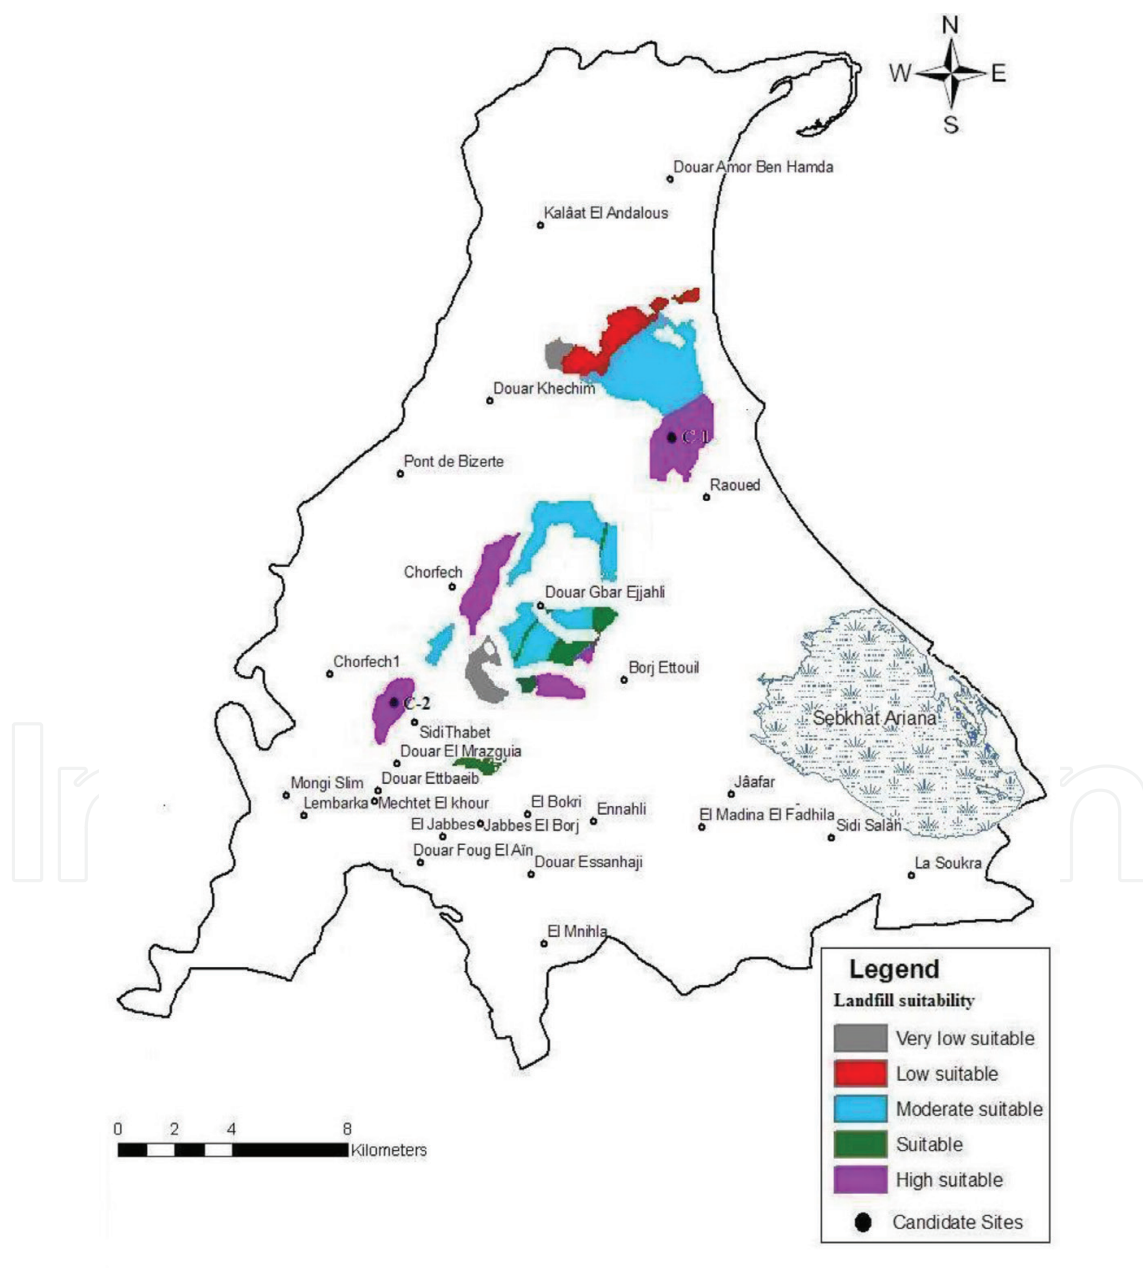 N
W E
S
Douar Amor Ben Hamda
Kalâat El Andalous
Douar Khechim
C-1
Pont de Bizerte
Raoued
Chorfech
Douar Gbar Ejjahli
Chorfech1
Borj Ettouil
C-2
Sebkhat Ariana
Sidi Thabet
Douar El Mrazguia
Douar Ettbaeib
Mongi Slim
Jâafar
Lembarka
Mechtet El khour
El Bokri
Ennahli
El Madina El Fadhila
El Jabbes
Jabbes El Borj
Sidi Salah
Douar Foug El Aïn
Douar Essanhaji
La Soukra
El Mnihla
Legend
Landfill suitability
Very low suitable
Low suitable
Moderate suitable
Suitable
High suitable
Candidate Sites
0 2 4 8
Kilometers